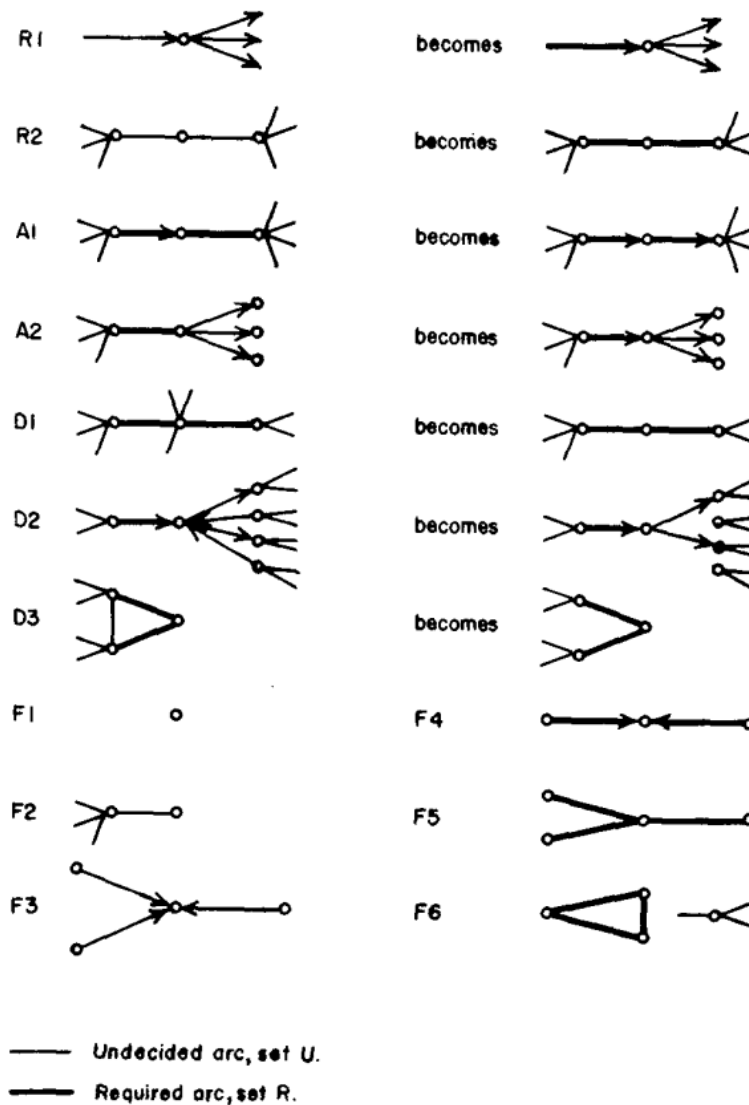 R1 becomes
R2 becomes
A1 becomes
A2 becomes
D1 becomes
D2 becomes
D3 becomes
F1 F4
F2 F5
F3 F6
Undecided arc, set U.
Required arc, set R.